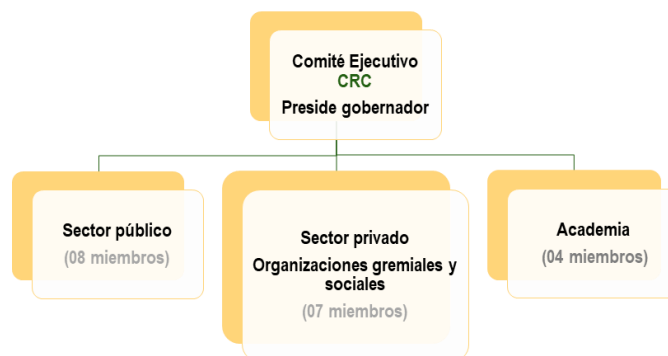 Comité Ejecutivo
CRC
Preside gobernador
Sector público
(08 miembros)
Sector privado
Organizaciones gremiales y
sociales
(07 miembros)
Academia
(04 miembros)